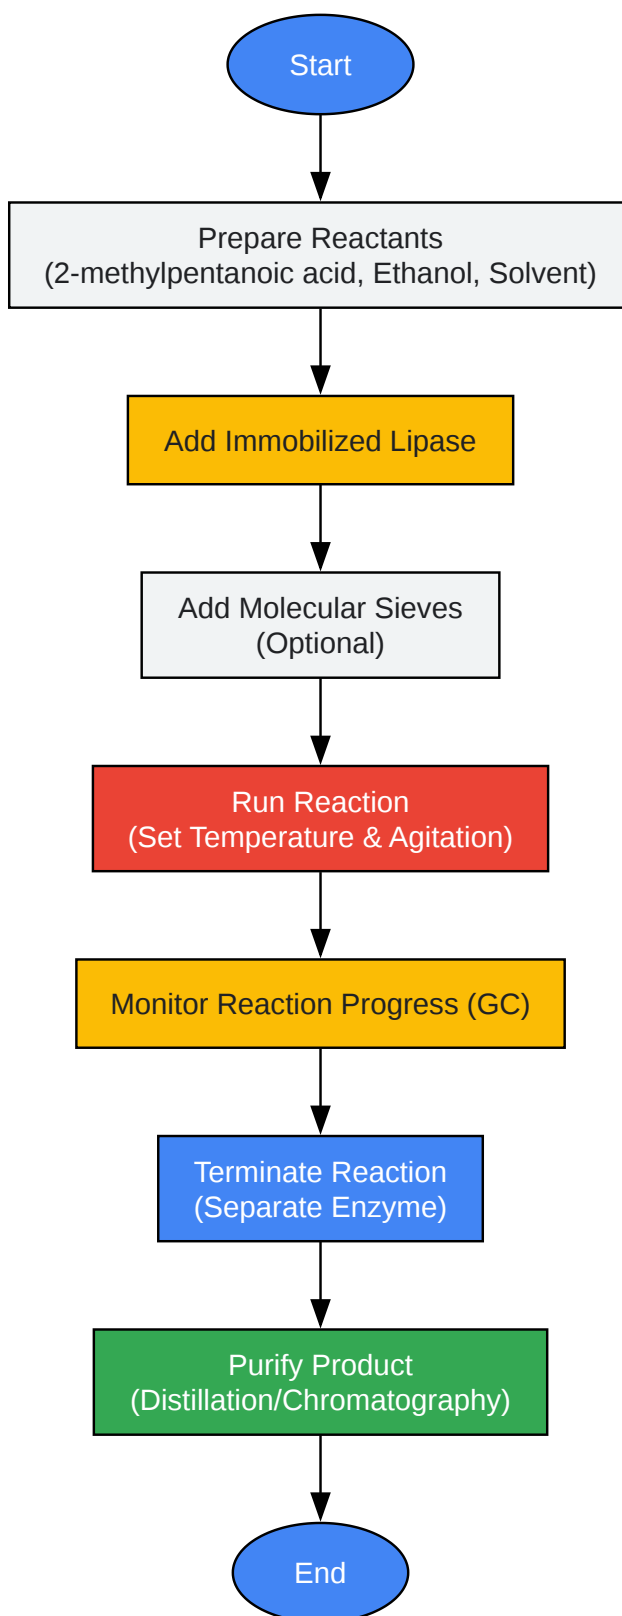 Start
Prepare Reactants
(2-methylpentanoic acid, Ethanol, Solvent)
Add Immobilized Lipase
Add Molecular Sieves
(Optional)
Run Reaction
(Set Temperature & Agitation)
Monitor Reaction Progress (GC)
Terminate Reaction
(Separate Enzyme)
Purify Product
(Distillation/Chromatography)
End